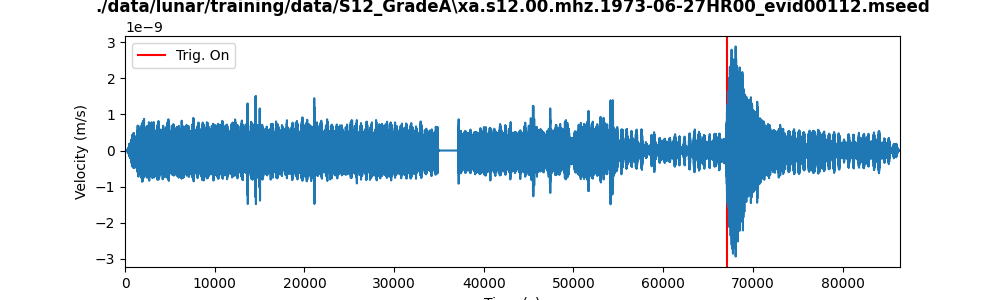 ./data/lunar/training/data/S12_GradeA\xa.s12.00.mhz.1973-06-27HR00_evid00112.mseed
1e−9
3
2
1
0
−1
−2
−3
Velocity (m/s)
Trig. On
0 10000 20000 30000 40000 50000 60000 70000 80000